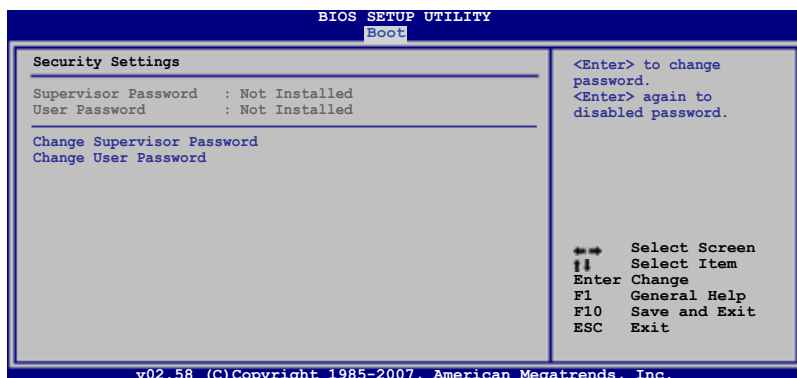 BIOS SETUP UTILITY
Boot
Security Settings
Supervisor Password : Not Installed
User Password : Not Installed
Change Supervisor Password
Change User Password
<Enter> to change
password.
<Enter> again to
disabled password.
←→ Select Screen
↑↓ Select Item
Enter Change
F1 General Help
F10 Save and Exit
ESC Exit
v02.58 (C)Copyright 1985-2007, American Megatrends, Inc.